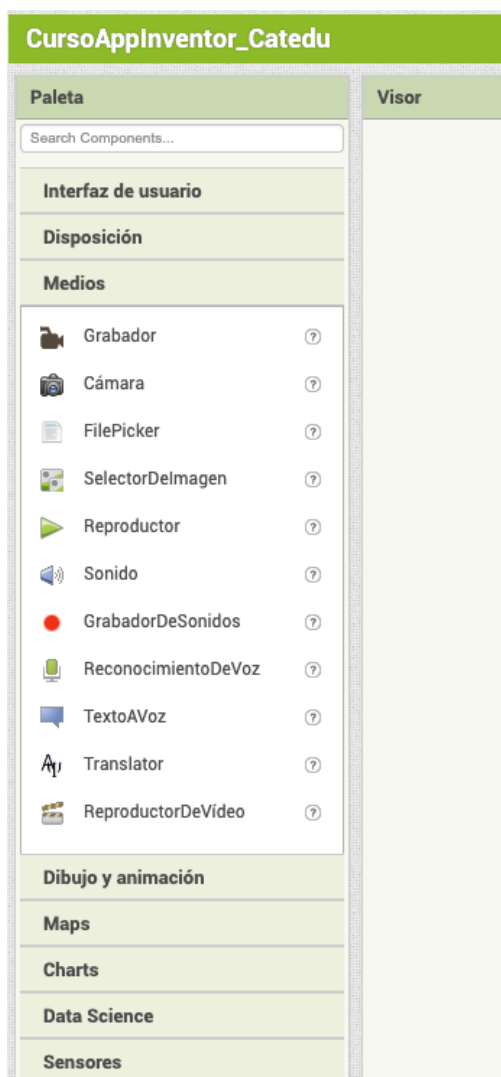 CursoAppInventor_Catedu
Paleta
Visor
Search Components...
Interfaz de usuario
Disposición
Medios
Grabador
Cámara
FilePicker
SelectorDeImagen
Reproductor
Sonido
GrabadorDeSonidos
ReconocimientoDeVoz
TextoAVoz
Translator
ReproductorDeVídeo
Dibujo y animación
Maps
Charts
Data Science
Sensores